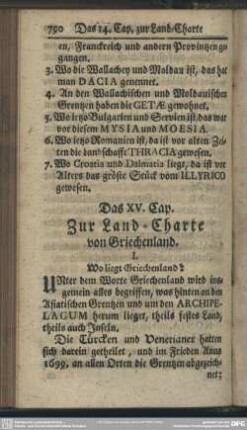 790 Das 14. Cap. zur Land-Charte
en, Franckreich und andern Provintzen ge-
gangen.
3. Wo die Wallachey und Moldau ist, das hat
man DACIA genennet.
4. An den Wallachischen und Moldauischen
Grentzen haben die GETÆ gewohnet.
5. Wo ietzo Bulgarien und Servien ist, das war
vor diesem MYSIA und MOESIA.
6. Wo ietzo Romanien ist, da ist vor alten Zei-
ten die Landschafft THRACIA gewesen.
7. Wo Croatia und Dalmatia liegt, da ist vor
Alters das gröste Stück vom ILLYRICO
gewesen.
Das XV. Cap.
Zur Land-Charte
von Griechenland.
I.
Wo liegt Griechenland?
UNter dem Worte Griechenland wird ins-
gemein alles begriffen, was hinten an den
Asiatischen Grentzen und um den ARCHIPE-
LAGUM herum lieget, theils festes Land,
theils auch Insuln.
Die Türcken und Venetianer hatten
sich darein getheilet, und im Frieden Anno
1699. an allen Orten die Grentzen abgezeich-
net: